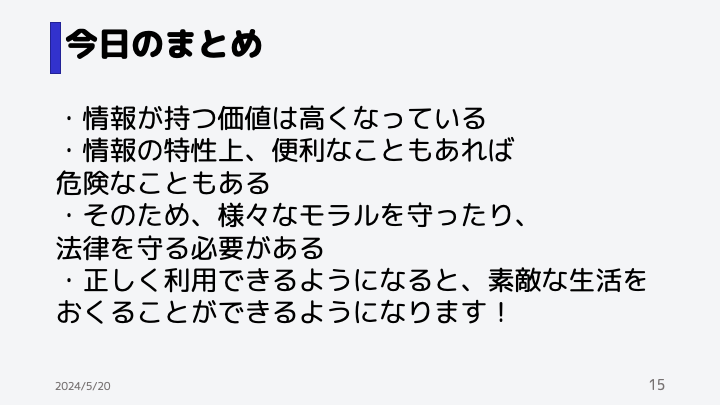 今日のまとめ
・情報が持つ価値は高くなっている
・情報の特性上、便利なこともあれば
危険なこともある
・そのため、様々なモラルを守ったり、
法律を守る必要がある
・正しく利用できるようになると、素敵な生活を
おくることができるようになります！
2024/5/20
15